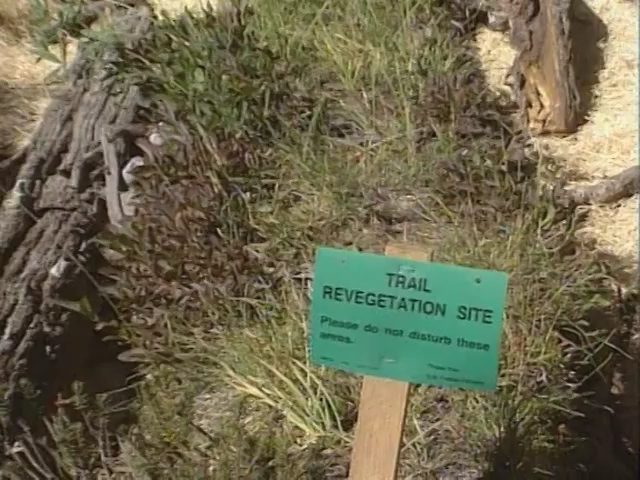 TRAIL
REVEGETATION SITE
Please do not disturb these
areas.